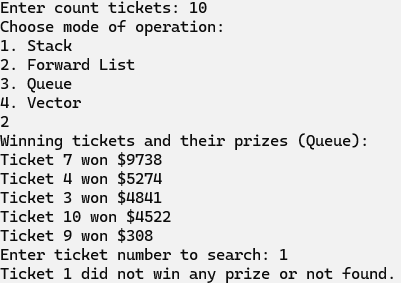 Enter count tickets: 10
Choose mode of operation:
1. Stack
2. Forward List
3. Queue
4. Vector
2
Winning tickets and their prizes (Queue):
Ticket 7 won $9738
Ticket 4 won $5274
Ticket 3 won $4841
Ticket 10 won $4522
Ticket 9 won $308
Enter ticket number to search: 1
Ticket 1 did not win any prize or not found.